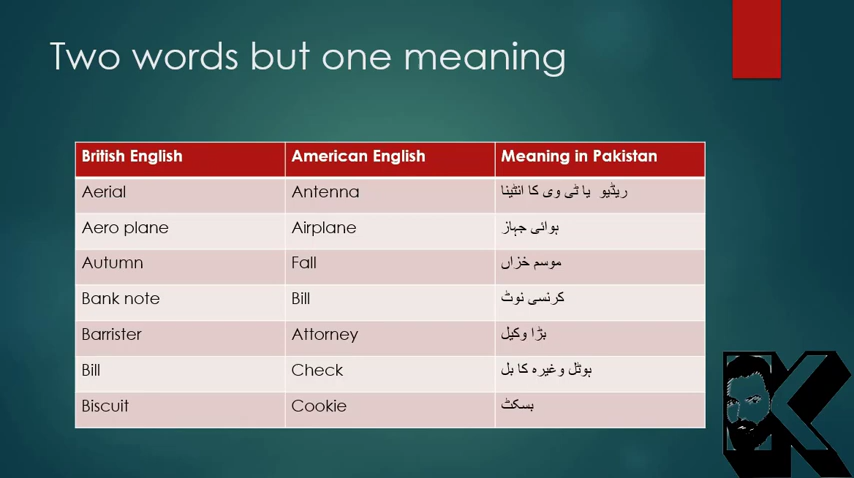 Two words but one meaning
British English American English Meaning in Pakistan
Aerial Antenna ریڈیو یا ٹی وی کا انٹینا
Aero plane Airplane ہوائی جہاز
Autumn Fall موسم خزاں
Bank note Bill کرنسی نوٹ
Barrister Attorney بڑا وکیل
Bill Check ہوٹل وغیرہ کا بل
Biscuit Cookie بسکٹ
K